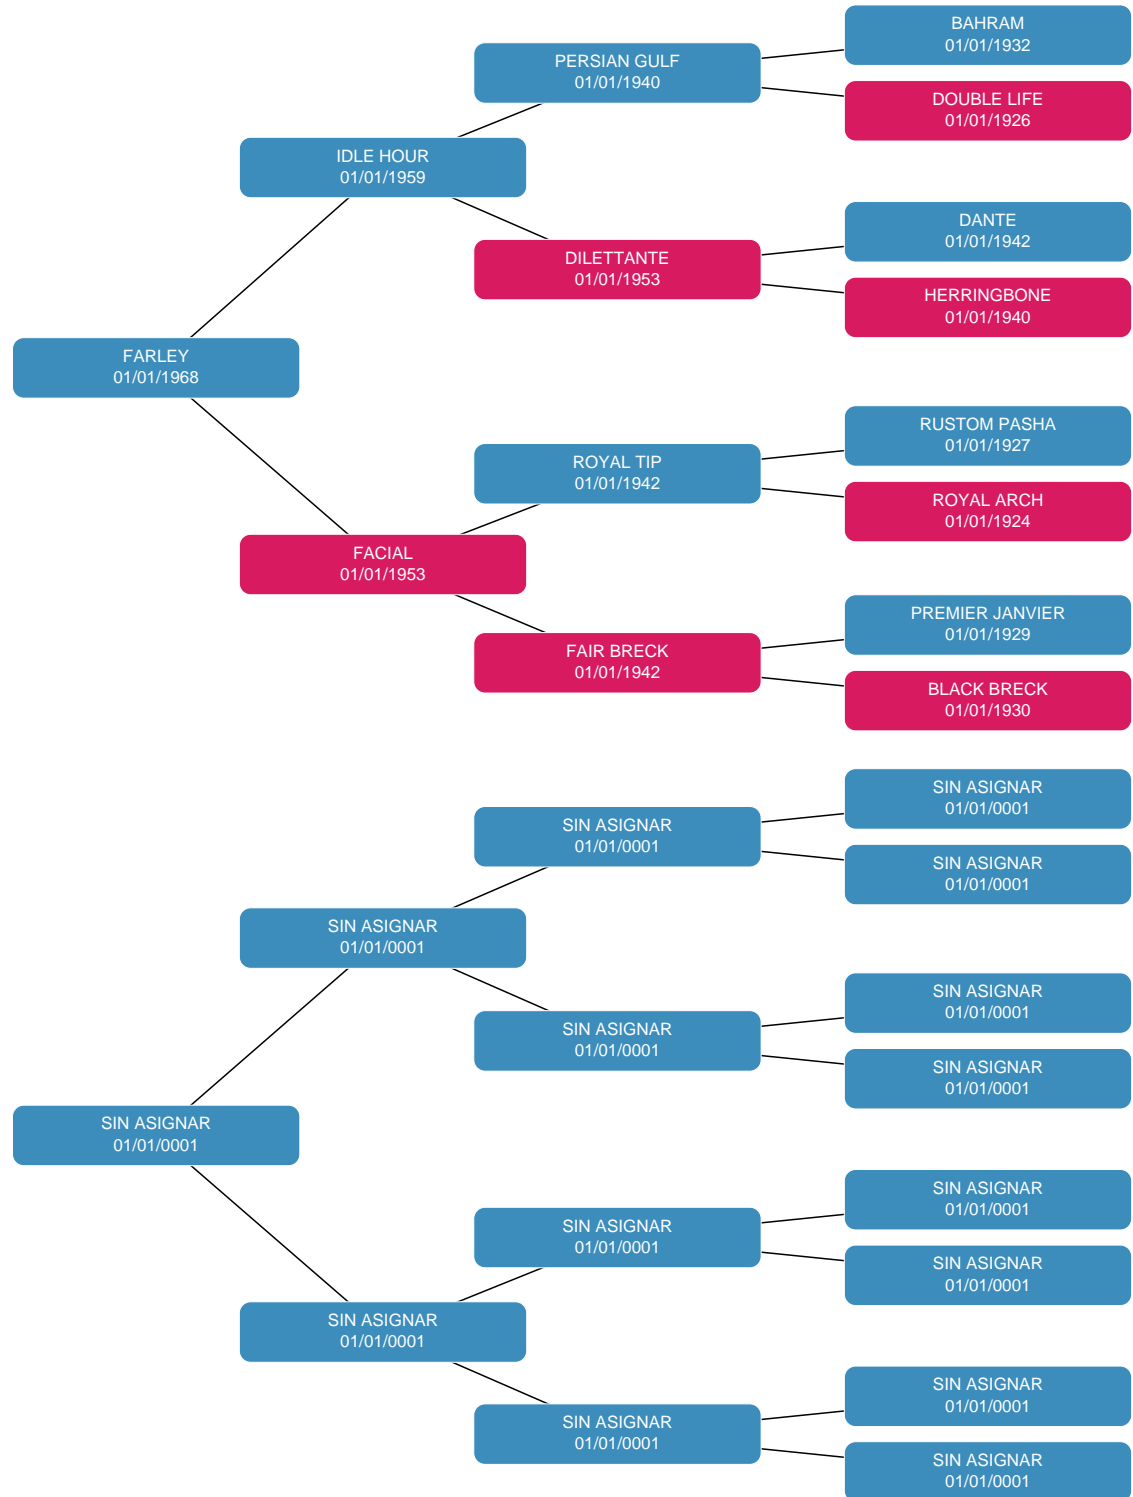 BAHRAM
01/01/1932
PERSIAN GULF
01/01/1940
DOUBLE LIFE
01/01/1926
IDLE HOUR
01/01/1959
DANTE
01/01/1942
DILETTANTE
01/01/1953
HERRINGBONE
01/01/1940
FARLEY
01/01/1968
RUSTOM PASHA
01/01/1927
ROYAL TIP
01/01/1942
ROYAL ARCH
01/01/1924
FACIAL
01/01/1953
PREMIER JANVIER
01/01/1929
FAIR BRECK
01/01/1942
BLACK BRECK
01/01/1930
SIN ASIGNAR
01/01/0001
SIN ASIGNAR
01/01/0001
SIN ASIGNAR
01/01/0001
SIN ASIGNAR
01/01/0001
SIN ASIGNAR
01/01/0001
SIN ASIGNAR
01/01/0001
SIN ASIGNAR
01/01/0001
SIN ASIGNAR
01/01/0001
SIN ASIGNAR
01/01/0001
SIN ASIGNAR
01/01/0001
SIN ASIGNAR
01/01/0001
SIN ASIGNAR
01/01/0001
SIN ASIGNAR
01/01/0001
SIN ASIGNAR
01/01/0001
SIN ASIGNAR
01/01/0001